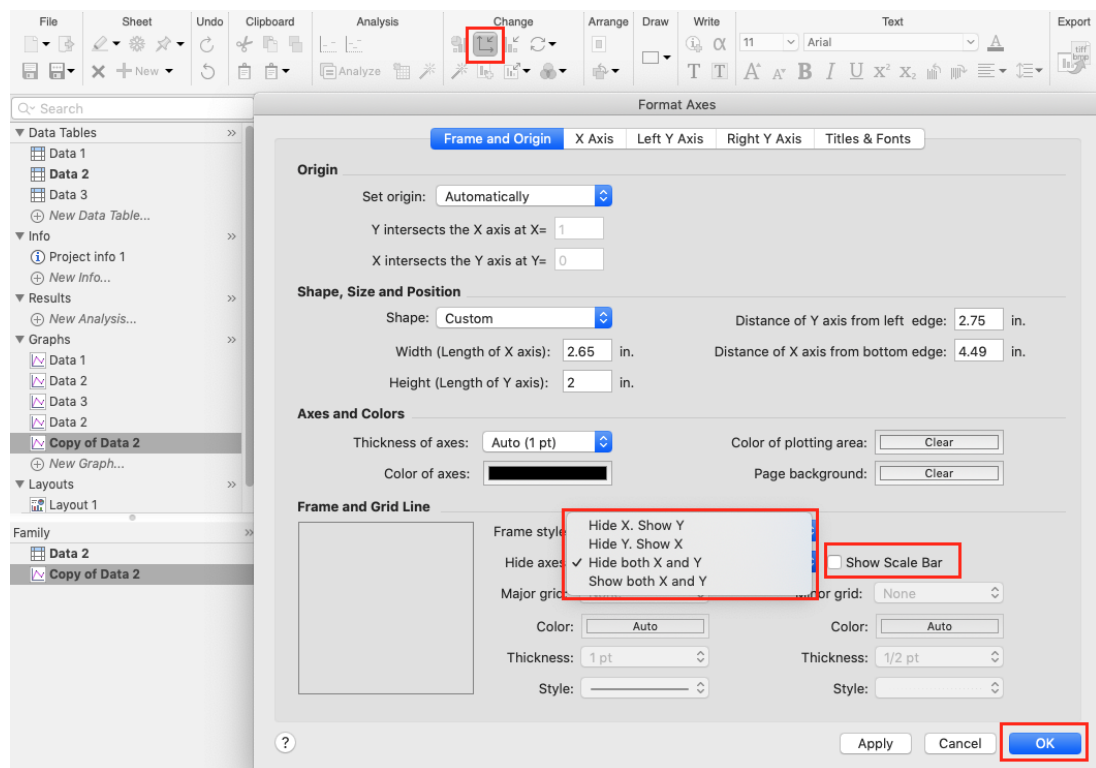 File Sheet Undo Clipboard Analysis Change Arrange Draw Write Text Export
α 11 Arial A tiff bmp
New Analyze T T A A B I U X² X₂
Search
Format Axes
Data Tables
Data 1
Data 2
Data 3
New Data Table...
Info
Project info 1
New Info...
Results
New Analysis...
Graphs
Data 1
Data 2
Data 3
Data 2
Copy of Data 2
New Graph...
Layouts
Layout 1
Family
Data 2
Copy of Data 2
Frame and Origin X Axis Left Y Axis Right Y Axis Titles & Fonts
Origin
Set origin: Automatically
Y intersects the X axis at X= 1
X intersects the Y axis at Y= 0
Shape, Size and Position
Shape: Custom Distance of Y axis from left edge: 2.75 in.
Width (Length of X axis): 2.65 in. Distance of X axis from bottom edge: 4.49 in.
Height (Length of Y axis): 2 in.
Axes and Colors
Thickness of axes: Auto (1 pt) Color of plotting area: Clear
Color of axes: Page background: Clear
Frame and Grid Line
Frame style
Hide axes
Hide X. Show Y
Hide Y. Show X
✓ Hide both X and Y
Show both X and Y
Show Scale Bar
Major grid: Minor grid: None
Color: Auto Color: Auto
Thickness: 1 pt Thickness: 1/2 pt
Style: Style:
? Apply Cancel OK